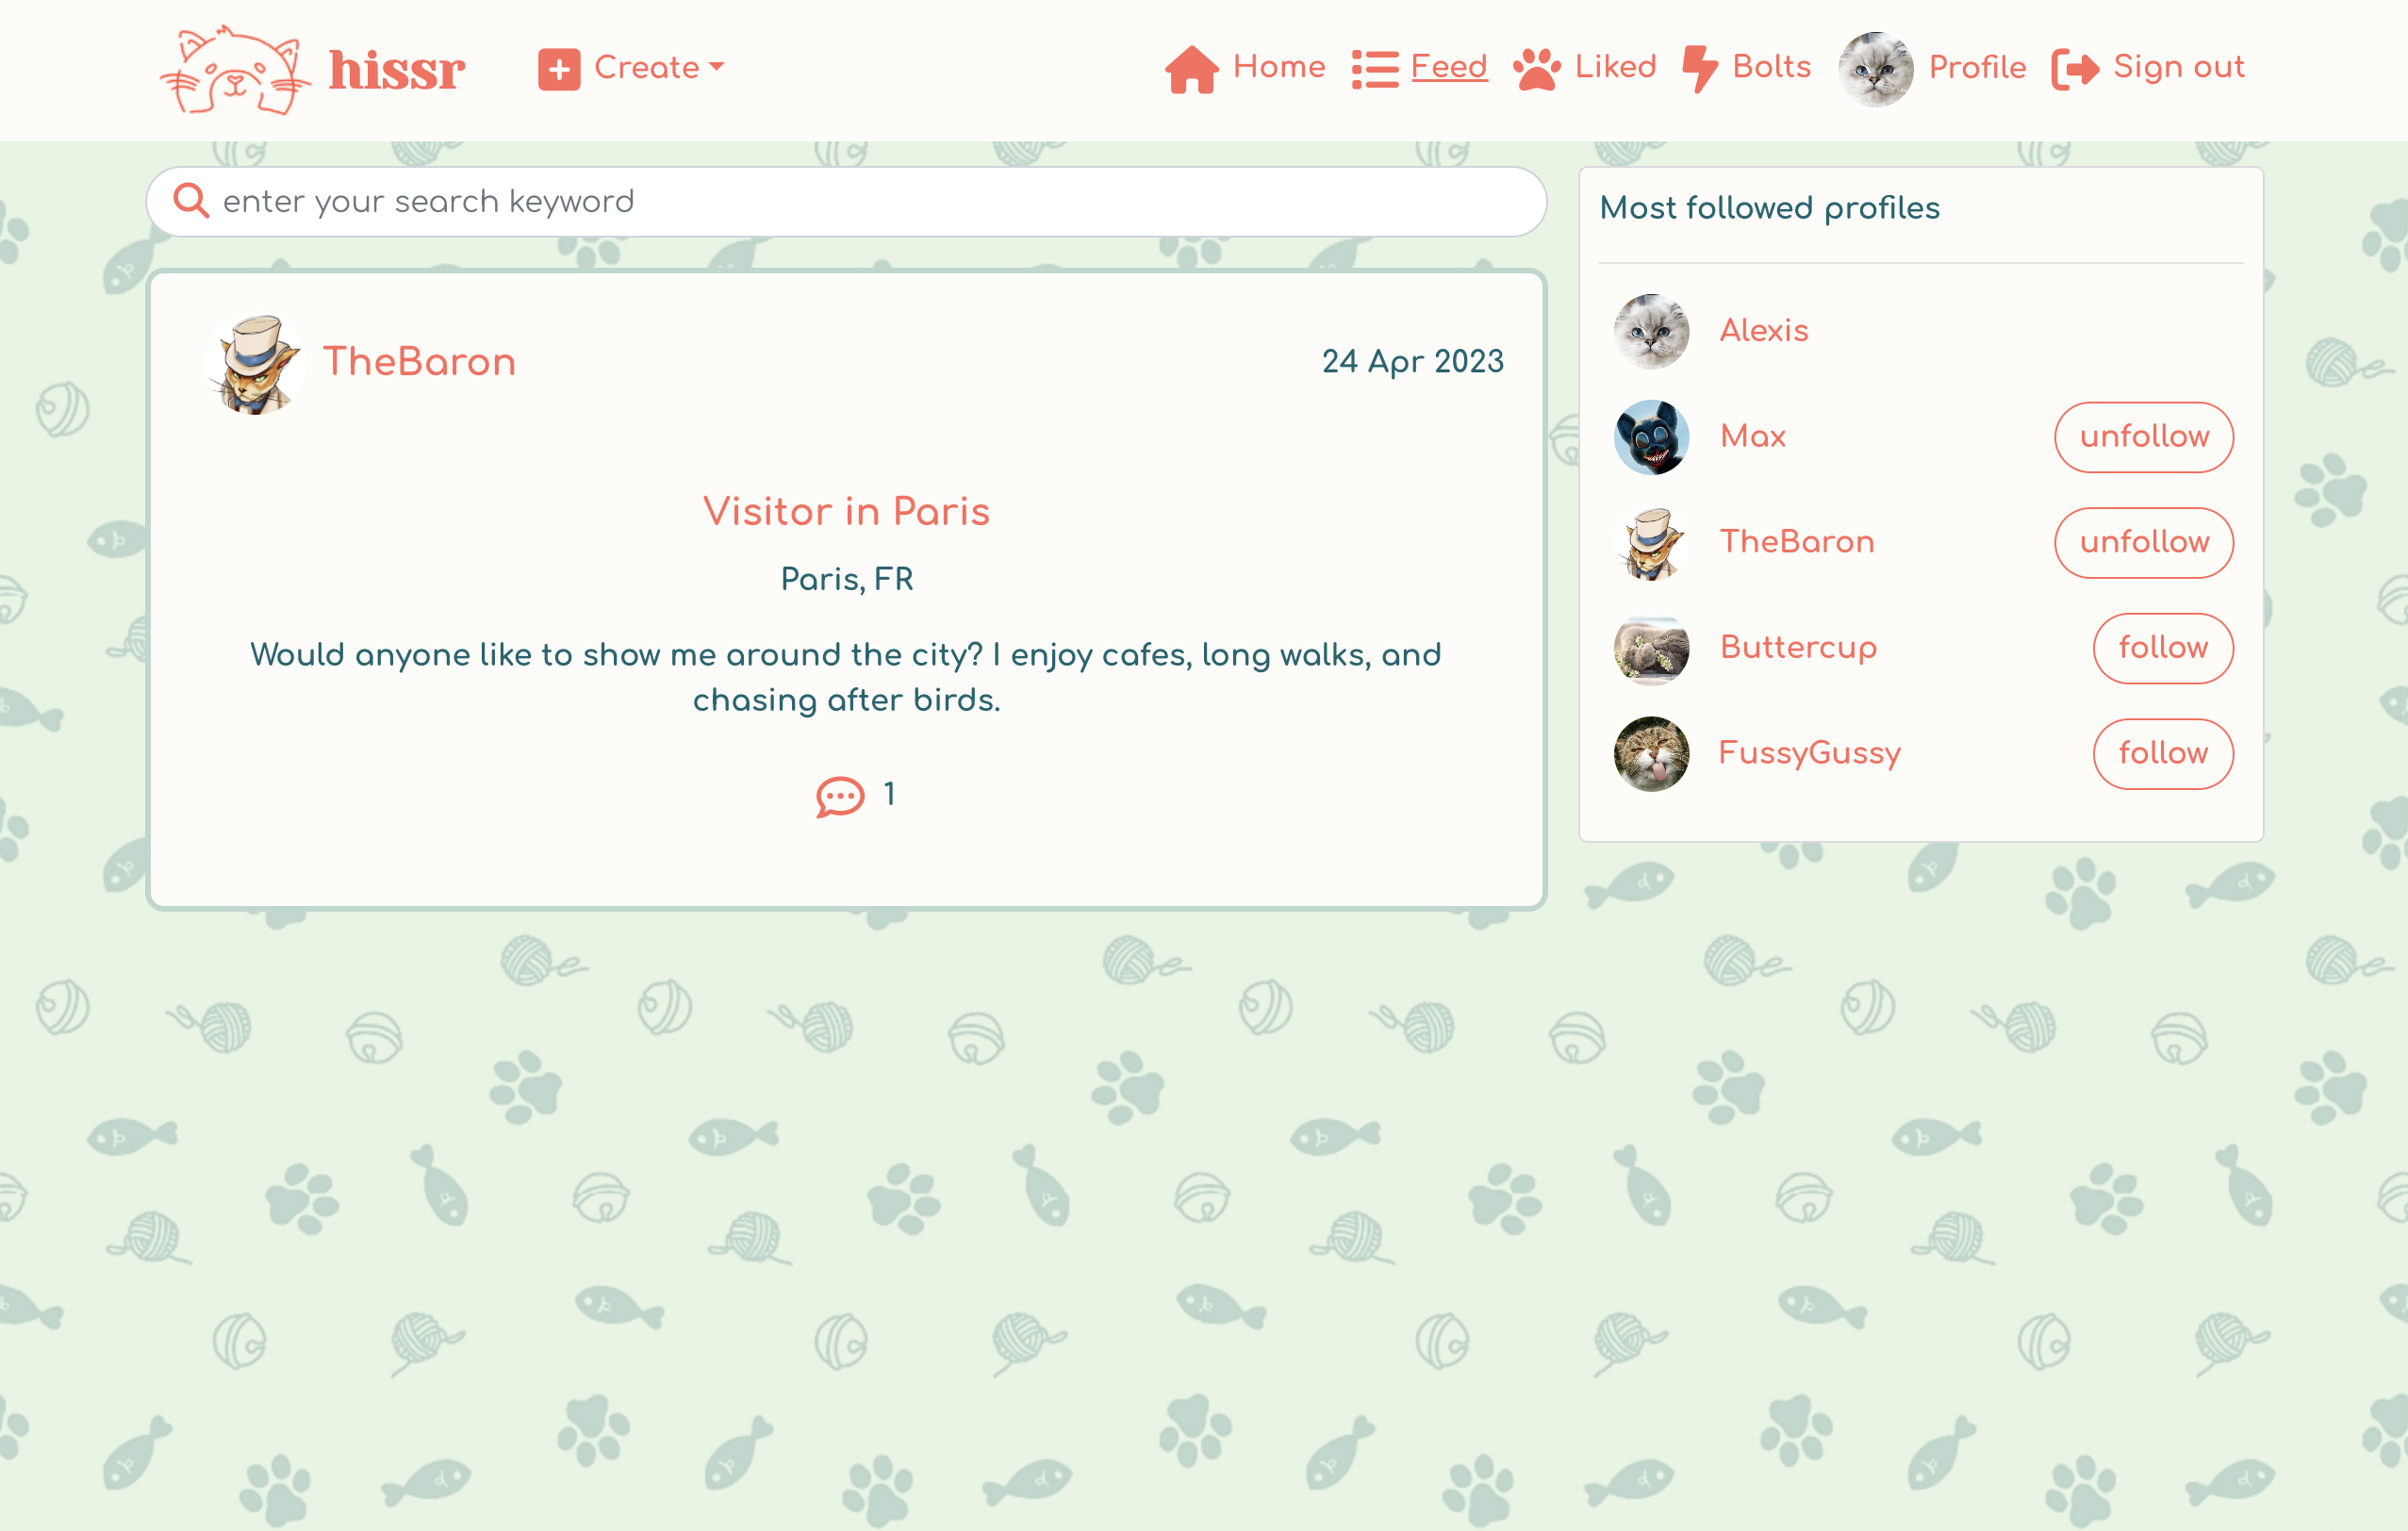 hissr
Create
Home
Feed
Liked
Bolts
Profile
Sign out
enter your search keyword
TheBaron
24 Apr 2023
Visitor in Paris
Paris, FR
Would anyone like to show me around the city? I enjoy cafes, long walks, and
chasing after birds.
1
Most followed profiles
Alexis
Max
unfollow
TheBaron
unfollow
Buttercup
follow
FussyGussy
follow